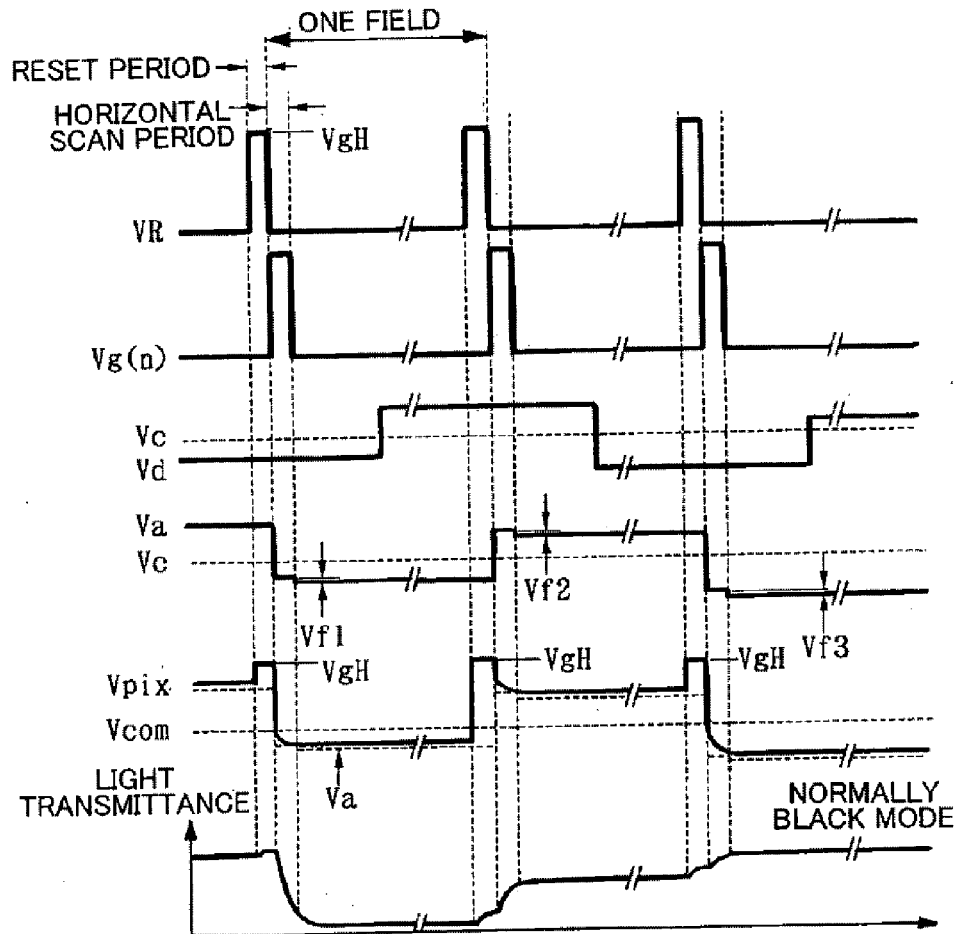 ONE FIELD
RESET PERIOD
HORIZONTAL
SCAN PERIOD
VgH
VR
Vg(n)
Vc
Vd
Va
Vc
Vf1
Vf2
Vf3
VgH
VgH
VgH
Vpix
Vcom
Va
LIGHT
TRANSMITTANCE
NORMALLY
BLACK MODE